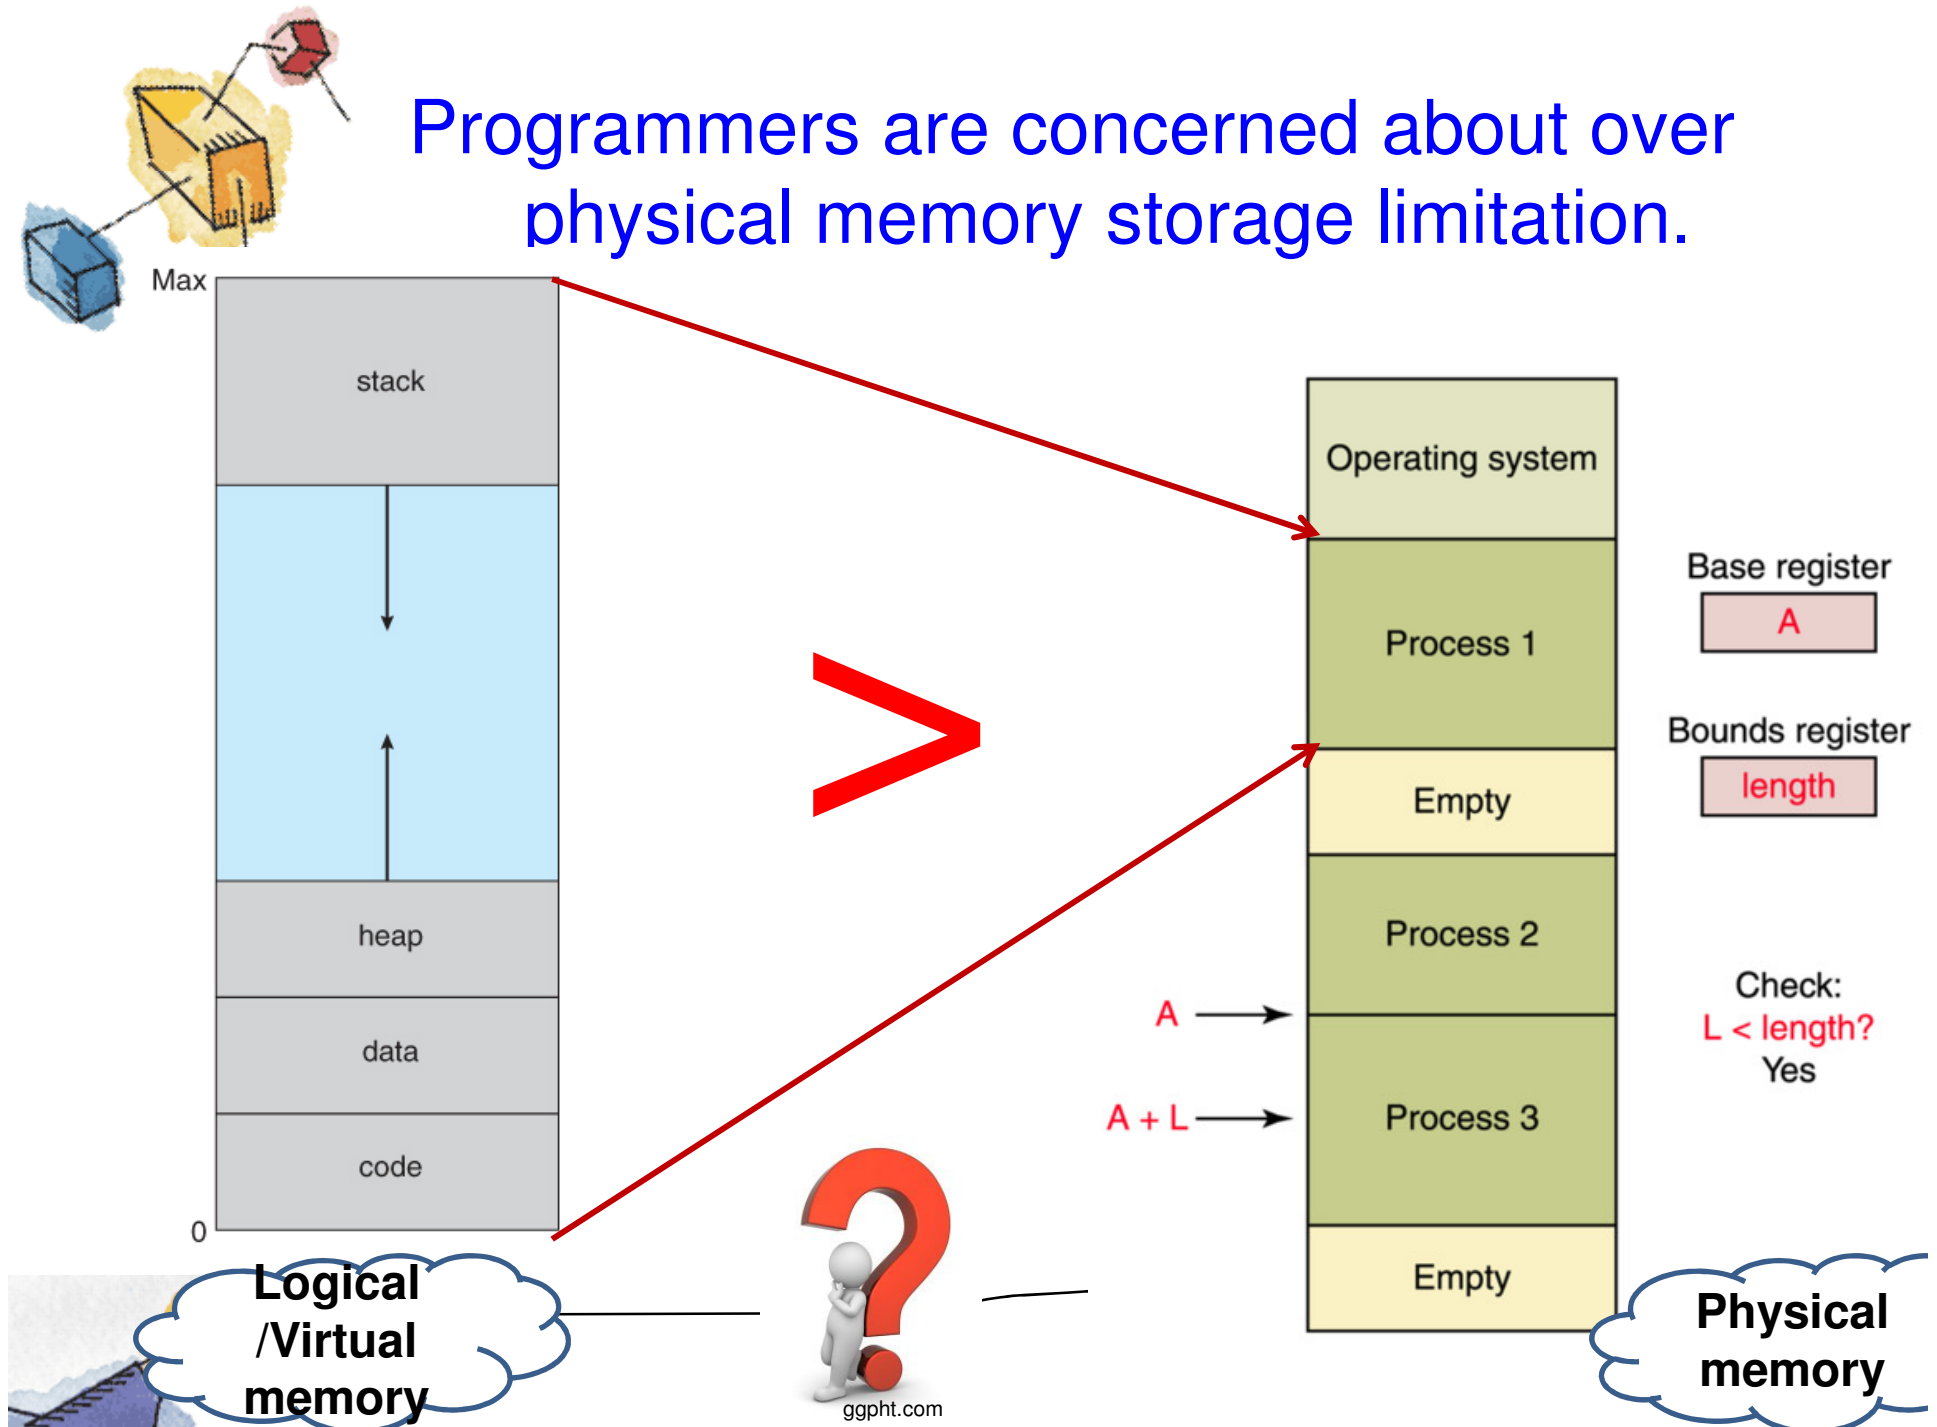 Programmers are concerned about over
physical memory storage limitation.
Max
stack
heap
data
code
0
Logical
/Virtual
memory
>
ggpht.com
Operating system
Process 1
Empty
Process 2
Process 3
Empty
A
A + L
Base register
A
Bounds register
length
Check:
L < length?
Yes
Physical
memory